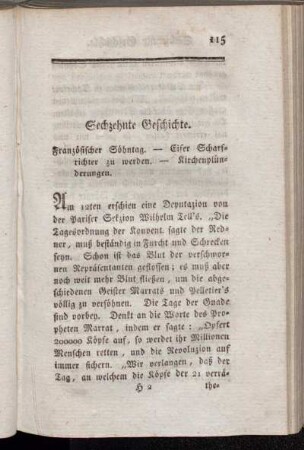 115
Sechzehnte Geschichte.
Französischer Söhntag. — Eifer Scharf-
richter zu werden. — Kirchenplün-
derungen.
Am 12ten erschien eine Deputazion von
der Pariser Sekzion Wilhelm Tell's. „Die
Tagesordnung der Konvent. sagte der Red-
ner, muß beständig in Furcht und Schrecken
seyn. Schon ist das Blut der verschwor-
nen Repräsentanten geflossen; es muß aber
noch weit mehr Blut fließen, um die abge-
schiedenen Geister Marrats und Pelletier's
völlig zu versöhnen. Die Tage der Gnade
sind vorbey. Denkt an die Worte des Pro-
pheten Marrat, indem er sagte: „Opfert
200000 Köpfe auf, so werdet ihr Millionen
Menschen retten, und die Revoluzion auf
immer sichern. „Wir verlangen, daß der
Tag, an welchem die Köpfe der 21 verrä-
H 2 the-